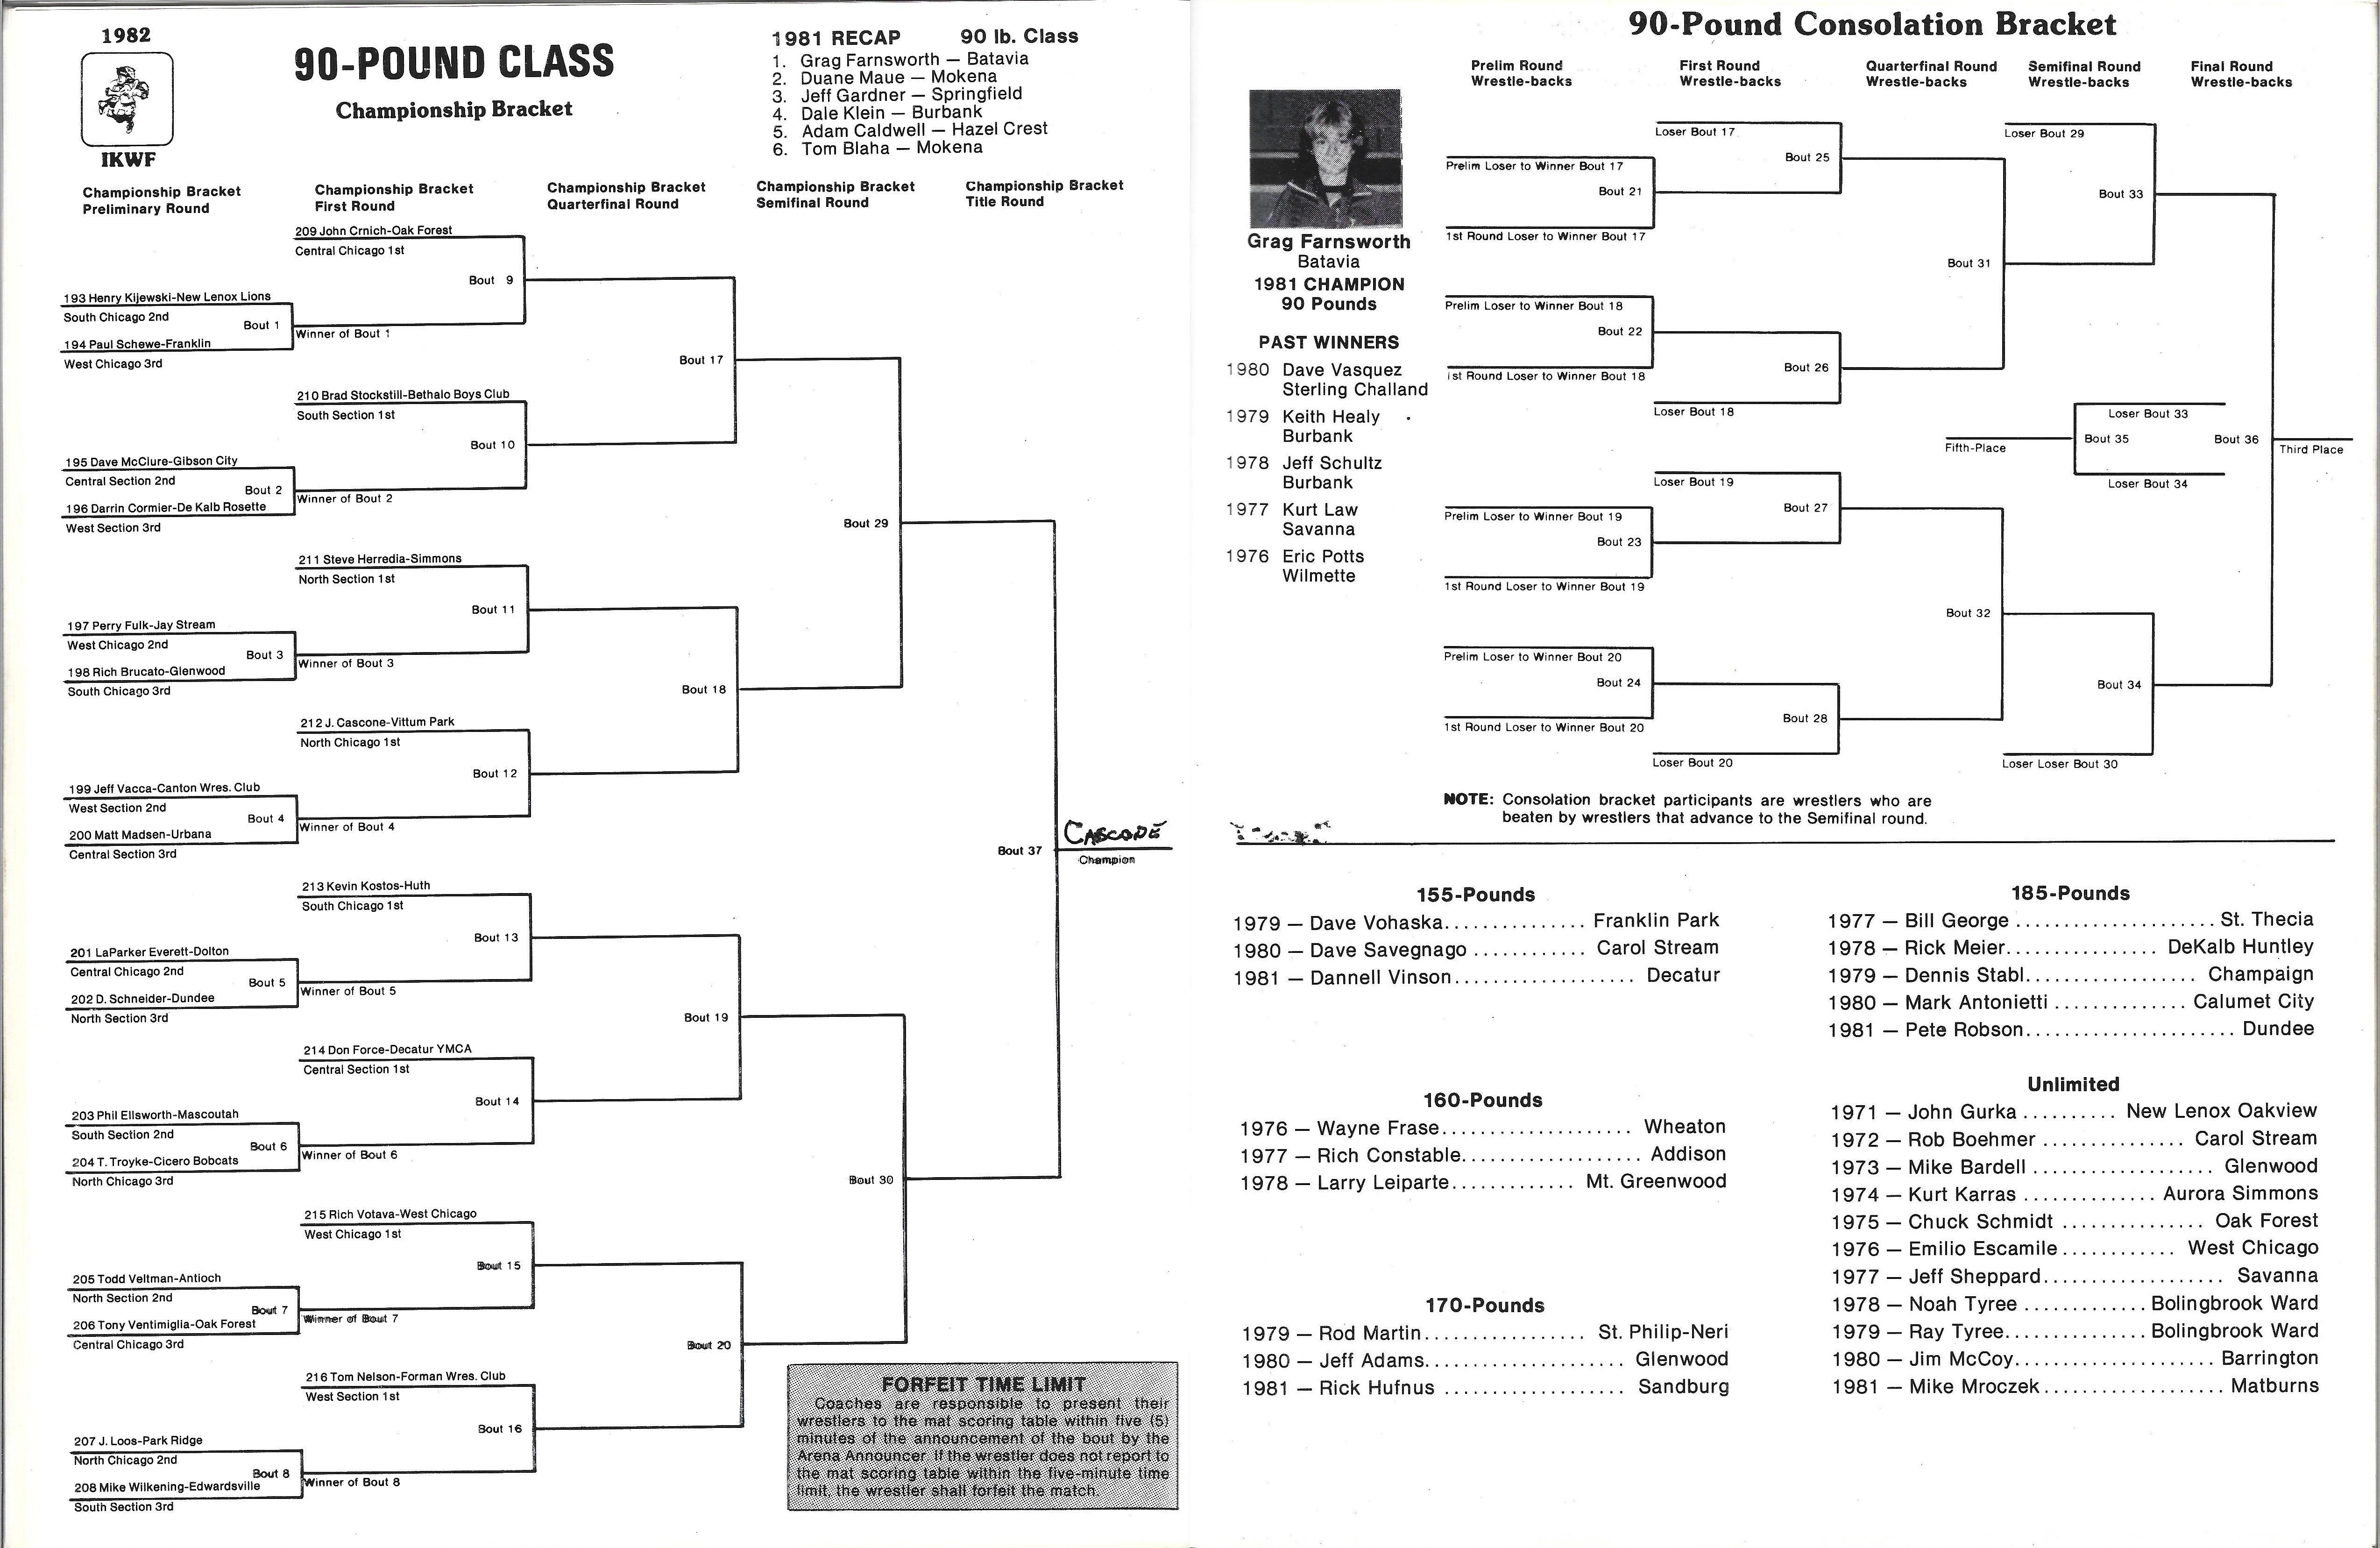 1982
IKWF
90-POUND CLASS
Championship Bracket
1981 RECAP 90 lb. Class
1. Grag Farnsworth — Batavia
2. Duane Maue — Mokena
3. Jeff Gardner — Springfield
4. Dale Klein — Burbank
5. Adam Caldwell — Hazel Crest
6. Tom Blaha — Mokena
Championship Bracket
Preliminary Round
Championship Bracket
First Round
Championship Bracket
Quarterfinal Round
Championship Bracket
Semifinal Round
Championship Bracket
Title Round
209 John Crnich-Oak Forest
Central Chicago 1st
Bout 9
193 Henry Kijewski-New Lenox Lions
South Chicago 2nd
Bout 1
Winner of Bout 1
194 Paul Schewe-Franklin
West Chicago 3rd
Bout 17
210 Brad Stockstill-Bethalo Boys Club
South Section 1st
Bout 10
195 Dave McClure-Gibson City
Central Section 2nd
Bout 2
Winner of Bout 2
196 Darrin Cormier-De Kalb Rosette
West Section 3rd
Bout 29
211 Steve Herredia-Simmons
North Section 1st
Bout 11
197 Perry Fulk-Jay Stream
West Chicago 2nd
Bout 3
Winner of Bout 3
198 Rich Brucato-Glenwood
South Chicago 3rd
Bout 18
212 J. Cascone-Vittum Park
North Chicago 1st
Bout 12
199 Jeff Vacca-Canton Wres. Club
West Section 2nd
Bout 4
Winner of Bout 4
200 Matt Madsen-Urbana
Central Section 3rd
Bout 37
CASCONE
Champion
213 Kevin Kostos-Huth
South Chicago 1st
Bout 13
201 LaParker Everett-Dolton
Central Chicago 2nd
Bout 5
Winner of Bout 5
202 D. Schneider-Dundee
North Section 3rd
Bout 19
214 Don Force-Decatur YMCA
Central Section 1st
Bout 14
203 Phil Ellsworth-Mascoutah
South Section 2nd
Bout 6
Winner of Bout 6
204 T. Troyke-Cicero Bobcats
North Chicago 3rd
Bout 30
215 Rich Votava-West Chicago
West Chicago 1st
Bout 15
205 Todd Veltman-Antioch
North Section 2nd
Bout 7
Winner of Bout 7
206 Tony Ventimiglia-Oak Forest
Central Chicago 3rd
Bout 20
216 Tom Nelson-Forman Wres. Club
West Section 1st
Bout 16
207 J. Loos-Park Ridge
North Chicago 2nd
Bout 8
Winner of Bout 8
208 Mike Wilkening-Edwardsville
South Section 3rd
FORFEIT TIME LIMIT
Coaches are responsible to present their
wrestlers to the mat scoring table within five (5)
minutes of the announcement of the bout by the
Arena Announcer. If the wrestler does not report to
the mat scoring table within the five-minute time
limit, the wrestler shall forfeit the match.
90-Pound Consolation Bracket
Prelim Round
Wrestle-backs
First Round
Wrestle-backs
Quarterfinal Round
Wrestle-backs
Semifinal Round
Wrestle-backs
Final Round
Wrestle-backs
Grag Farnsworth
Batavia
1981 CHAMPION
90 Pounds
PAST WINNERS
1980 Dave Vasquez
Sterling Challand
1979 Keith Healy
Burbank
1978 Jeff Schultz
Burbank
1977 Kurt Law
Savanna
1976 Eric Potts
Wilmette
Loser Bout 17
Bout 25
Prelim Loser to Winner Bout 17
Bout 21
1st Round Loser to Winner Bout 17
Loser Bout 29
Bout 33
Bout 31
Prelim Loser to Winner Bout 18
Bout 22
1st Round Loser to Winner Bout 18
Bout 26
Loser Bout 18
Loser Bout 33
Fifth-Place
Bout 35
Bout 36
Third Place
Loser Bout 34
Loser Bout 19
Bout 27
Prelim Loser to Winner Bout 19
Bout 23
1st Round Loser to Winner Bout 19
Bout 32
Prelim Loser to Winner Bout 20
Bout 24
1st Round Loser to Winner Bout 20
Bout 28
Loser Bout 20
Bout 34
Loser Loser Bout 30
NOTE: Consolation bracket participants are wrestlers who are
beaten by wrestlers that advance to the Semifinal round.
155-Pounds
1979 — Dave Vohaska............... Franklin Park
1980 — Dave Savegnago ............ Carol Stream
1981 — Dannell Vinson................... Decatur
160-Pounds
1976 — Wayne Frase.................... Wheaton
1977 — Rich Constable................... Addison
1978 — Larry Leiparte............. Mt. Greenwood
170-Pounds
1979 — Rod Martin................. St. Philip-Neri
1980 — Jeff Adams..................... Glenwood
1981 — Rick Hufnus ................... Sandburg
185-Pounds
1977 — Bill George ..................... St. Thecia
1978 — Rick Meier................ DeKalb Huntley
1979 — Dennis Stabl.................. Champaign
1980 — Mark Antonietti .............. Calumet City
1981 — Pete Robson...................... Dundee
Unlimited
1971 — John Gurka .......... New Lenox Oakview
1972 — Rob Boehmer ............... Carol Stream
1973 — Mike Bardell ................... Glenwood
1974 — Kurt Karras .............. Aurora Simmons
1975 — Chuck Schmidt ............... Oak Forest
1976 — Emilio Escamile............ West Chicago
1977 — Jeff Sheppard................... Savanna
1978 — Noah Tyree ............. Bolingbrook Ward
1979 — Ray Tyree............... Bolingbrook Ward
1980 — Jim McCoy..................... Barrington
1981 — Mike Mroczek................... Matburns